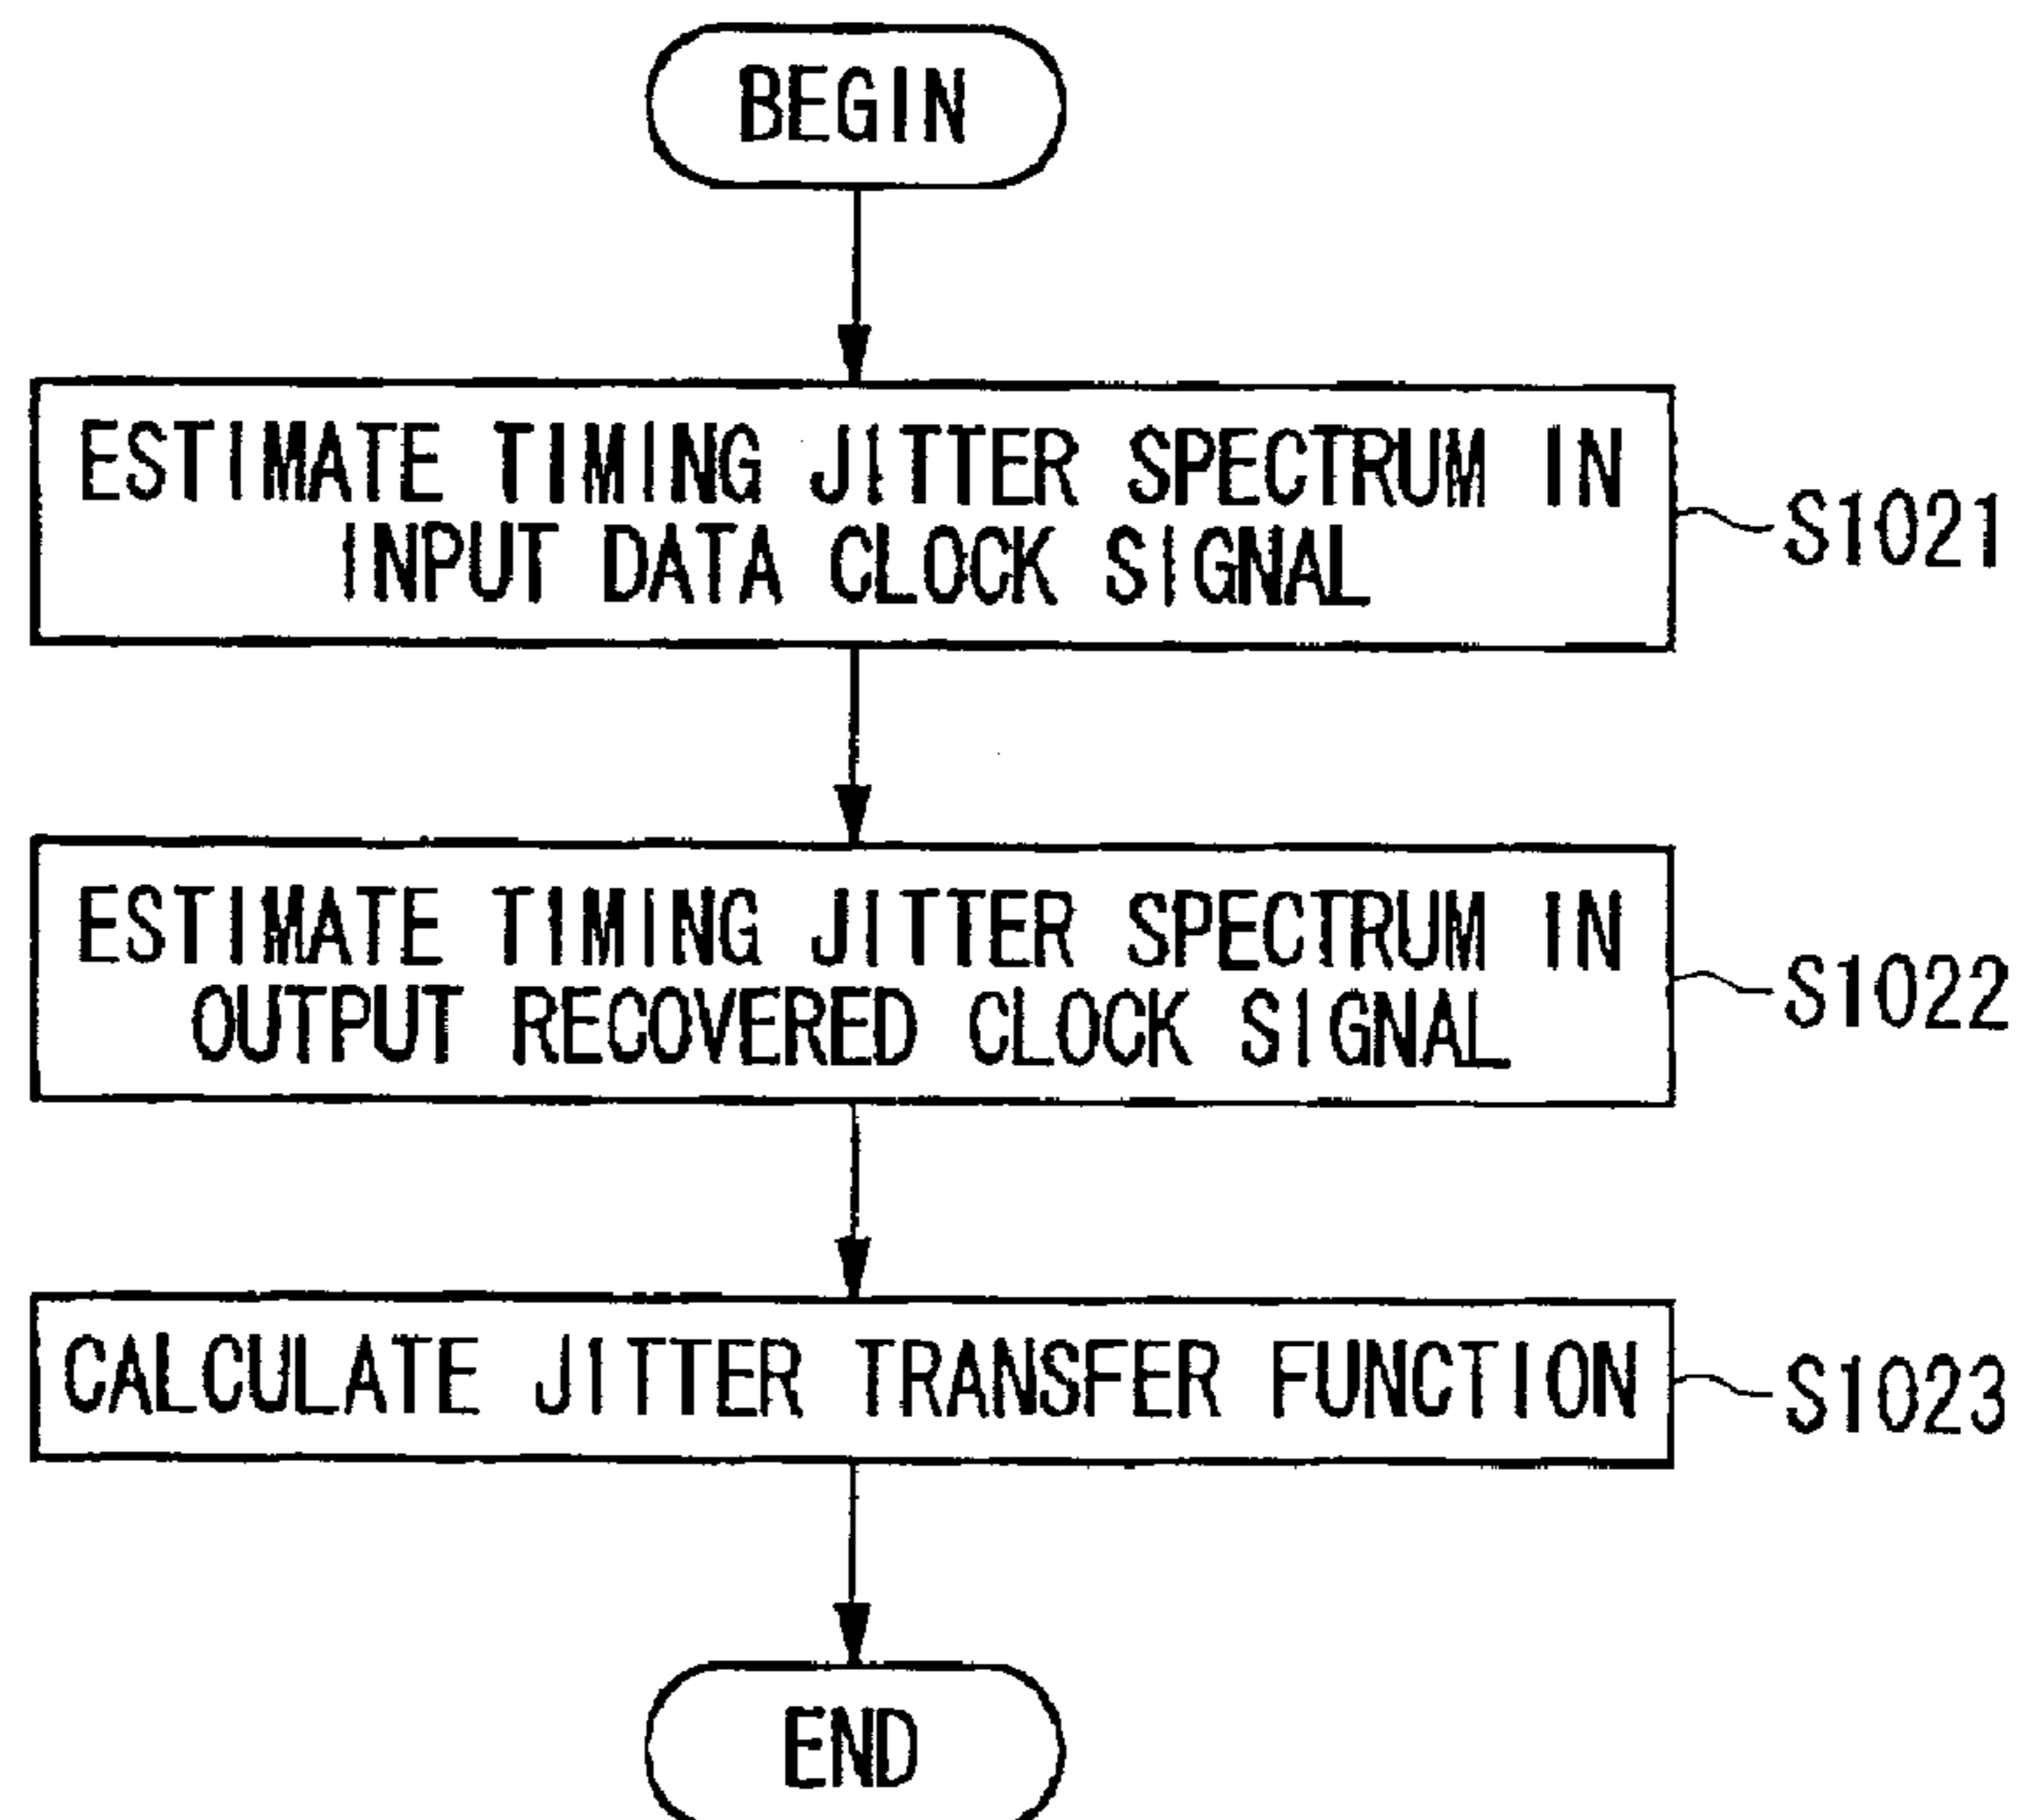 BEGIN
ESTIMATE TIMING JITTER SPECTRUM IN
INPUT DATA CLOCK SIGNAL
S1021
ESTIMATE TIMING JITTER SPECTRUM IN
OUTPUT RECOVERED CLOCK SIGNAL
S1022
CALCULATE JITTER TRANSFER FUNCTION
S1023
END